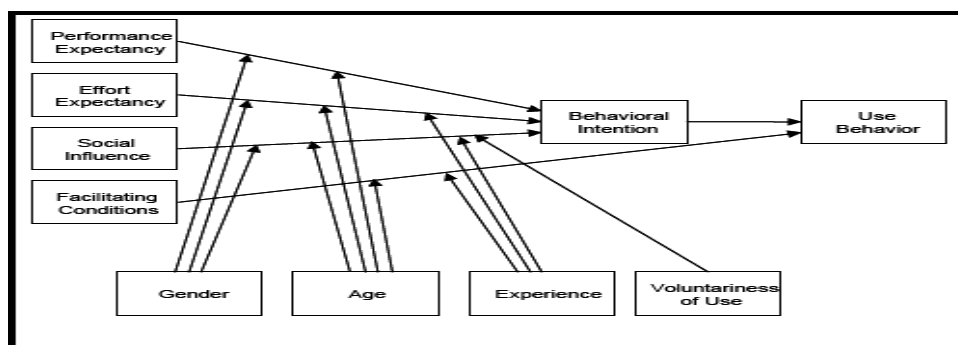 Performance
Expectancy
Effort
Expectancy
Social
Influence
Facilitating
Conditions
Behavioral
Intention
Use
Behavior
Gender
Age
Experience
Voluntariness
of Use